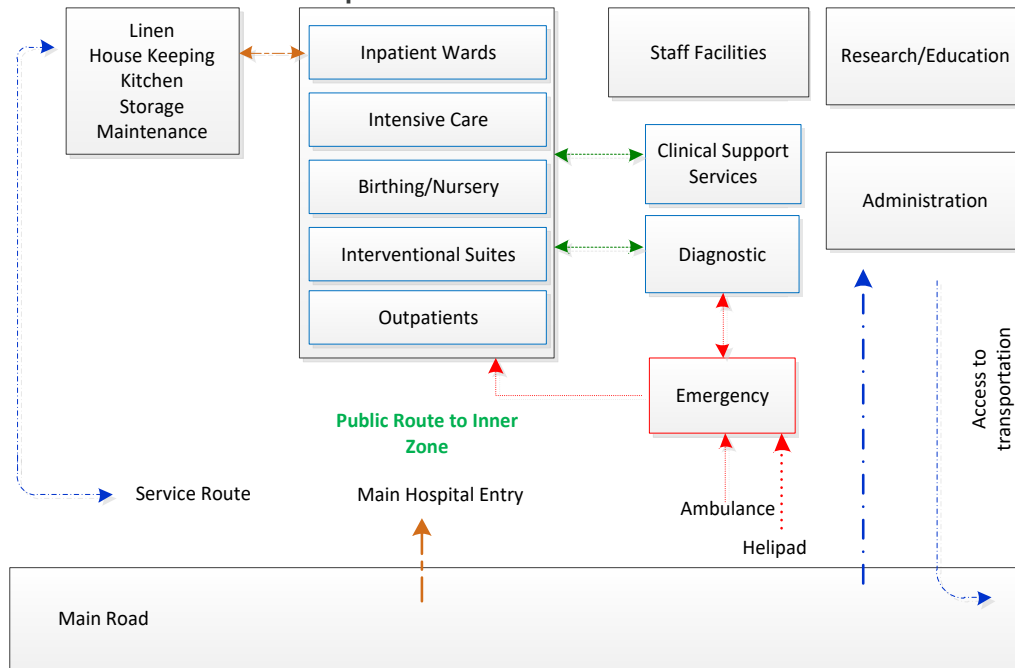 Linen
House Keeping
Kitchen
Storage
Maintenance
Inpatient Wards
Intensive Care
Birthing/Nursery
Interventional Suites
Outpatients
Staff Facilities
Research/Education
Clinical Support
Services
Administration
Diagnostic
Emergency
Access to
transportation
Public Route to Inner
Zone
Service Route
Main Hospital Entry
Ambulance
Helipad
Main Road